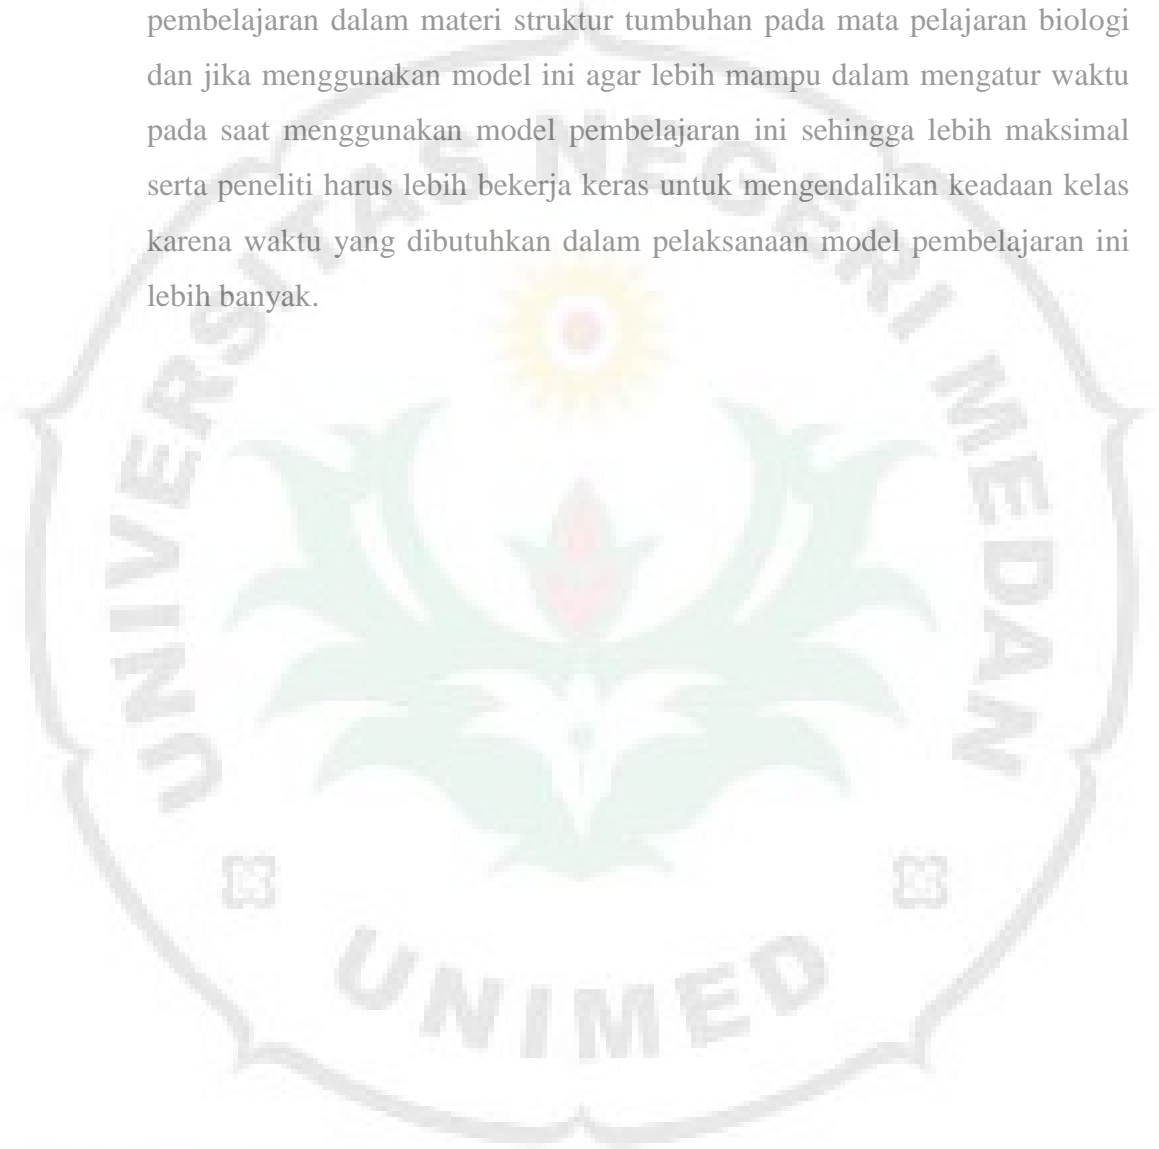 pembelajaran dalam materi struktur tumbuhan pada mata pelajaran biologi
dan jika menggunakan model ini agar lebih mampu dalam mengatur waktu
pada saat menggunakan model pembelajaran ini sehingga lebih maksimal
serta peneliti harus lebih bekerja keras untuk mengendalikan keadaan kelas
karena waktu yang dibutuhkan dalam pelaksanaan model pembelajaran ini
lebih banyak.
UNIVERSITAS NEGERI MEDAN
UNIMED